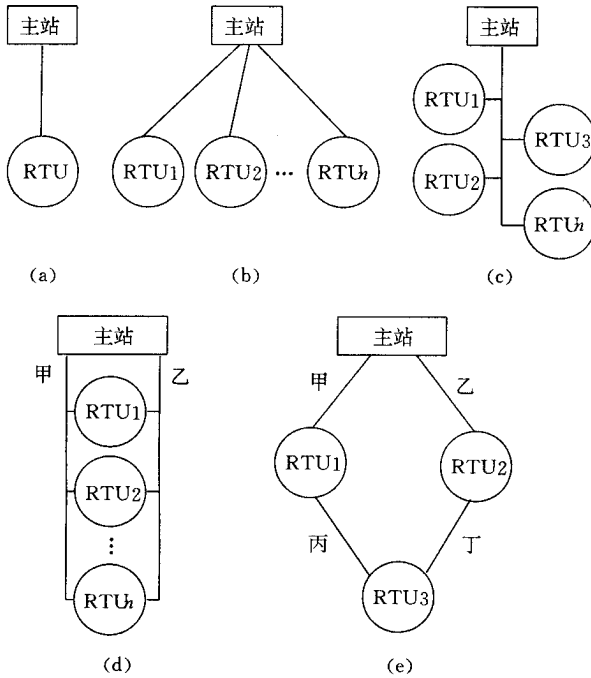 主站
主站
主站
RTU
RTU1
RTU2
···
RTUn
RTU1
RTU3
RTU2
RTUn
(a)
(b)
(c)
主站
甲
乙
RTU1
RTU2
⋮
RTUn
(d)
主站
甲
乙
RTU1
RTU2
丙
丁
RTU3
(e)